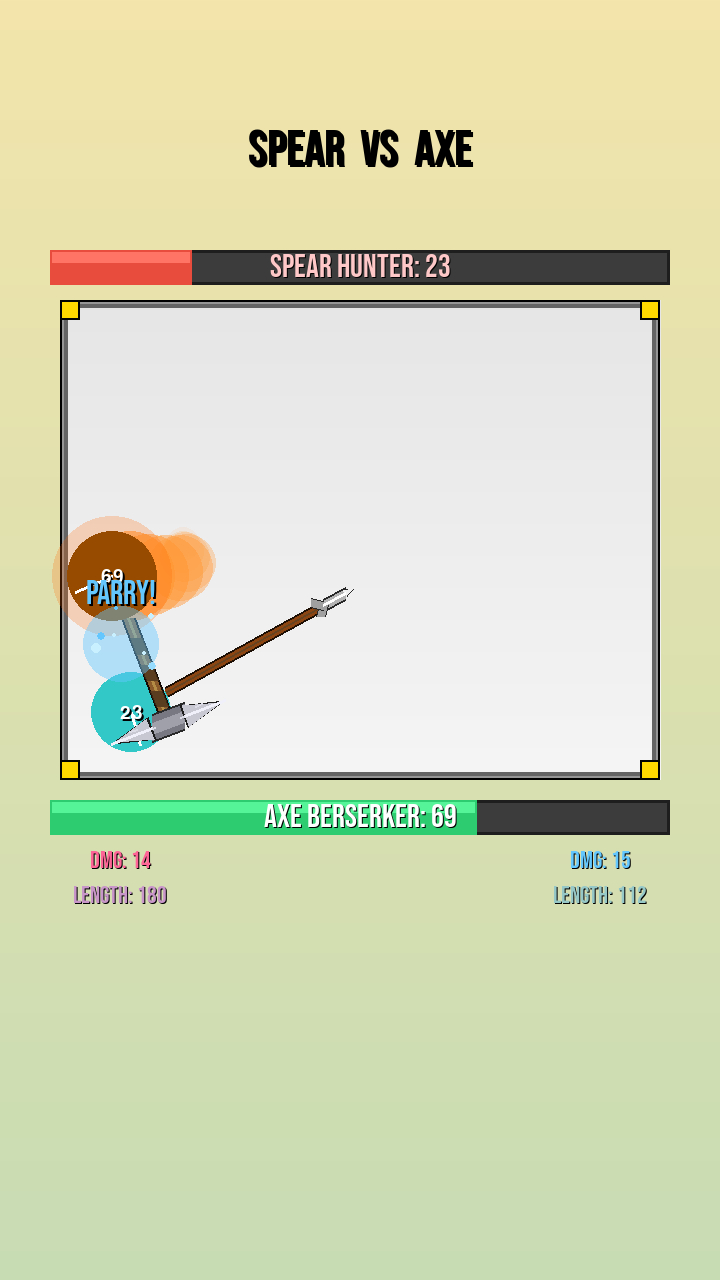 SPEAR VS AXE
SPEAR HUNTER: 23
69
PARRY!
23
AXE BERSERKER: 69
DMG: 14
DMG: 15
LENGTH: 180
LENGTH: 112